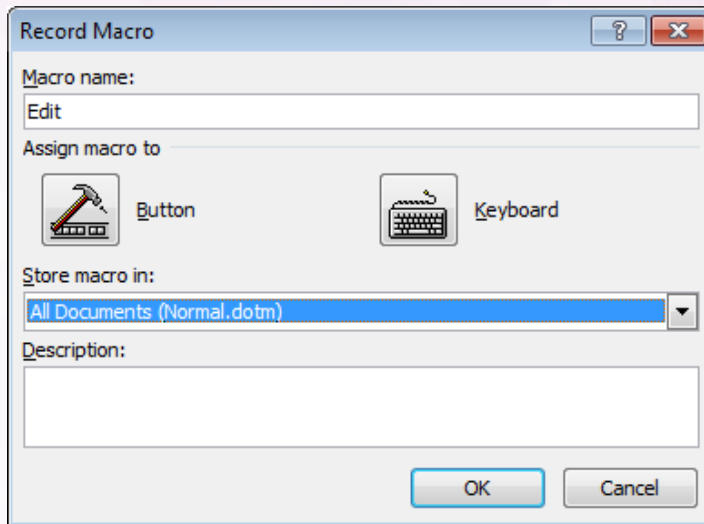 Record Macro
Macro name:
Edit
Assign macro to
Button
Keyboard
Store macro in:
All Documents (Normal.dotm)
Description:
OK
Cancel